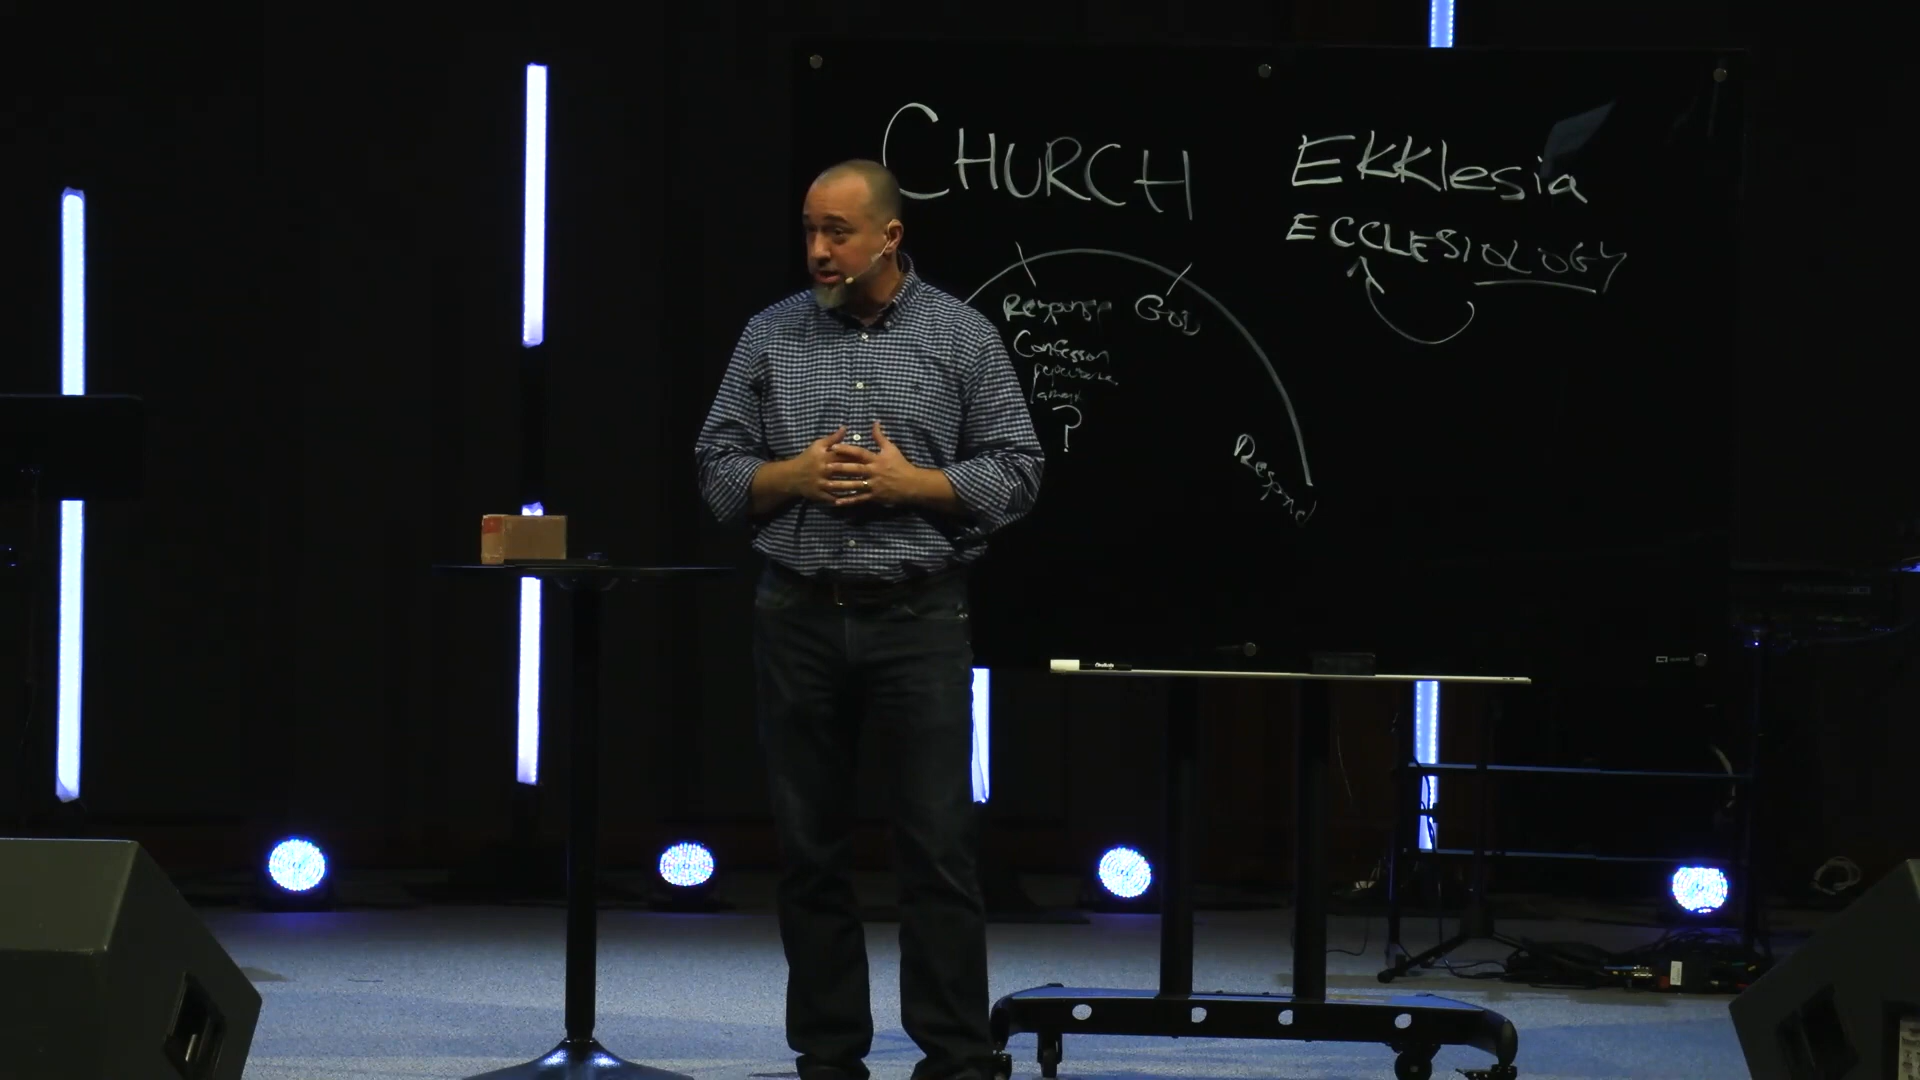 CHURCH
EKKlesia
ECCLESIOLOGY
Response GOD
Confession
?
Respond